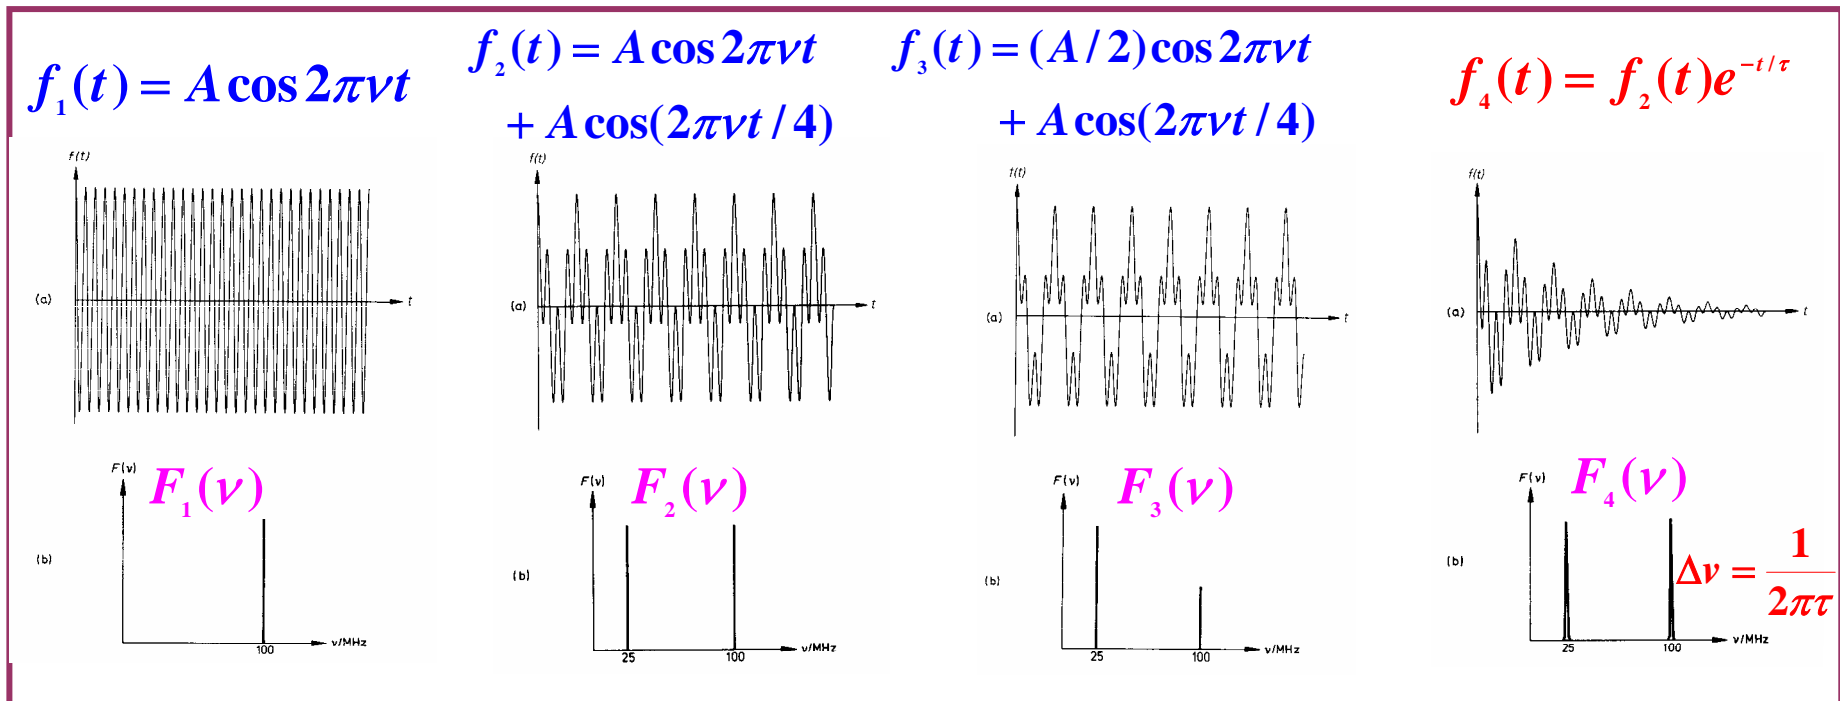 f₁(t) = A cos 2πνt
f(t)
(a)
t
F₁(ν)
F(ν)
(b)
100
ν/MHz
f₂(t) = A cos 2πνt
+ A cos(2πνt / 4)
f(t)
(a)
t
F₂(ν)
F(ν)
(b)
25
100
ν/MHz
f₃(t) = (A / 2) cos 2πνt
+ A cos(2πνt / 4)
f(t)
(a)
t
F₃(ν)
F(ν)
(b)
25
100
ν/MHz
f₄(t) = f₂(t)e^{−t/τ}
f(t)
(a)
t
F₄(ν)
F(ν)
(b)
Δν = 1/2πτ
25
100
ν/MHz